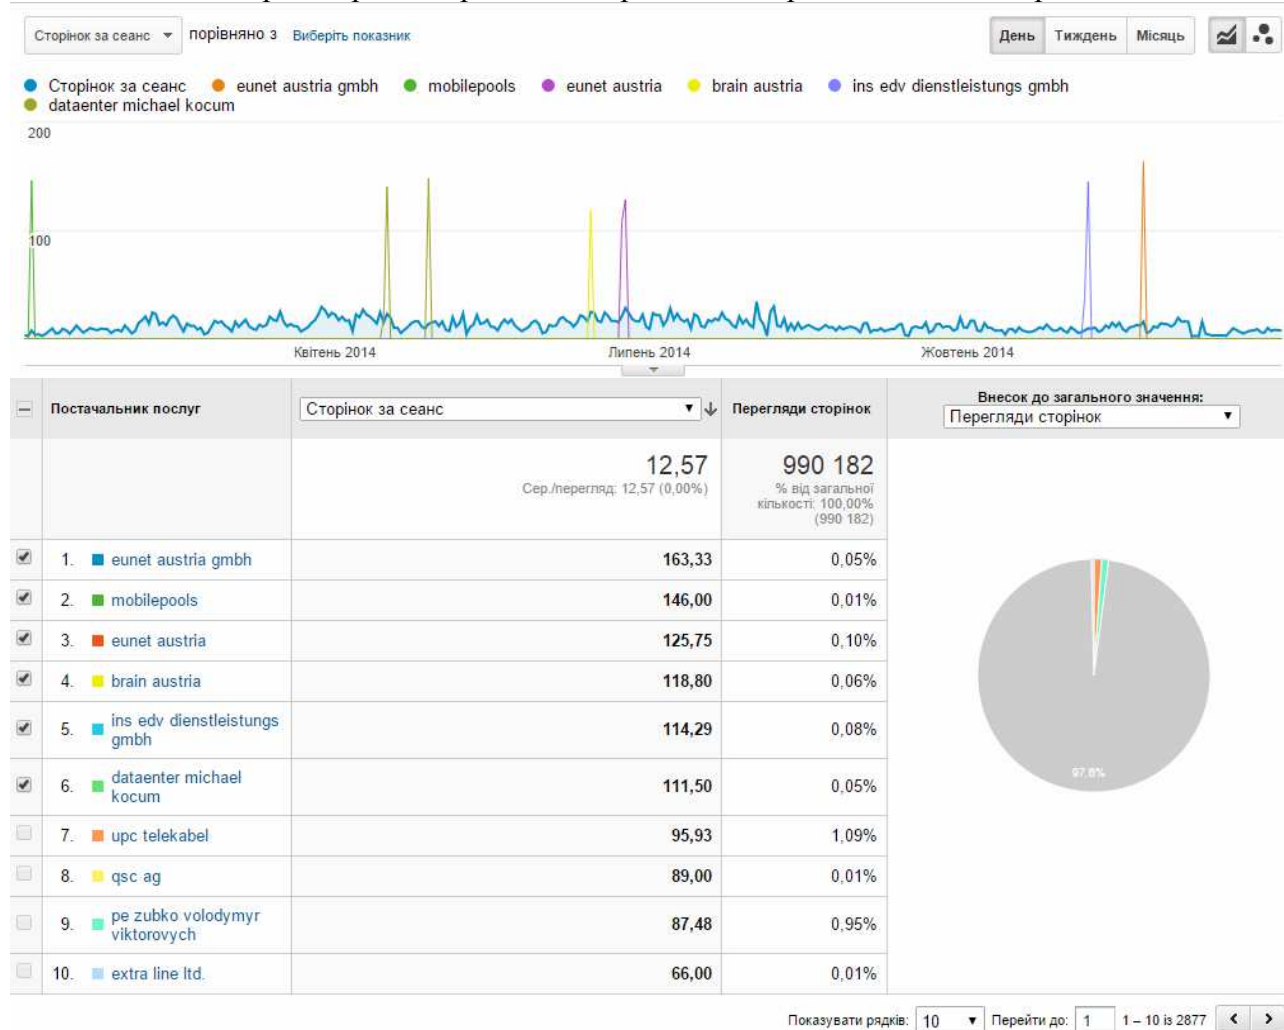 Сторінок за сеанс порівняно з Виберіть показник День Тиждень Місяць
Сторінок за сеанс eunet austria gmbh mobilepools eunet austria brain austria ins edv dienstleistungs gmbh
dataenter michael kocum
200
100
Квітень 2014 Липень 2014 Жовтень 2014
Постачальник послуг Сторінок за сеанс Перегляди сторінок Внесок до загального значення:
Перегляди сторінок
12,57 990 182
Сер./перегляд: 12,57 (0,00%) % від загальної
кількості: 100,00%
(990 182)
1. eunet austria gmbh 163,33 0,05%
2. mobilepools 146,00 0,01%
3. eunet austria 125,75 0,10%
4. brain austria 118,80 0,06%
5. ins edv dienstleistungs
gmbh 114,29 0,08%
6. dataenter michael
kocum 111,50 0,05%
97,8%
7. upc telekabel 95,93 1,09%
8. qsc ag 89,00 0,01%
9. pe zubko volodymyr
viktorovych 87,48 0,95%
10. extra line ltd. 66,00 0,01%
Показувати рядків: 10 Перейти до: 1 1 – 10 із 2877